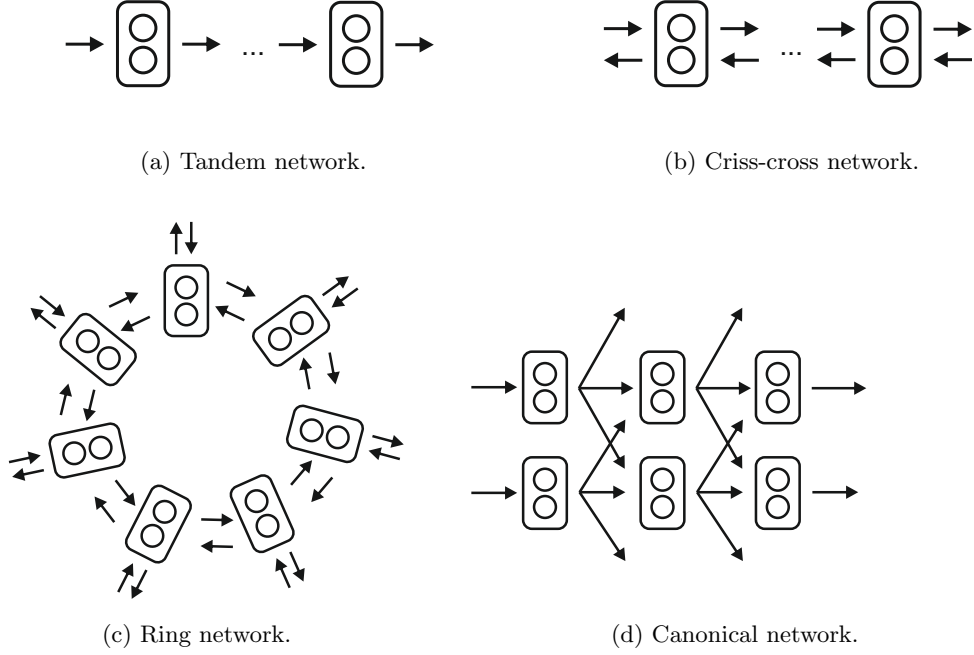 ...
...
(a) Tandem network.
(b) Criss-cross network.
(c) Ring network.
(d) Canonical network.